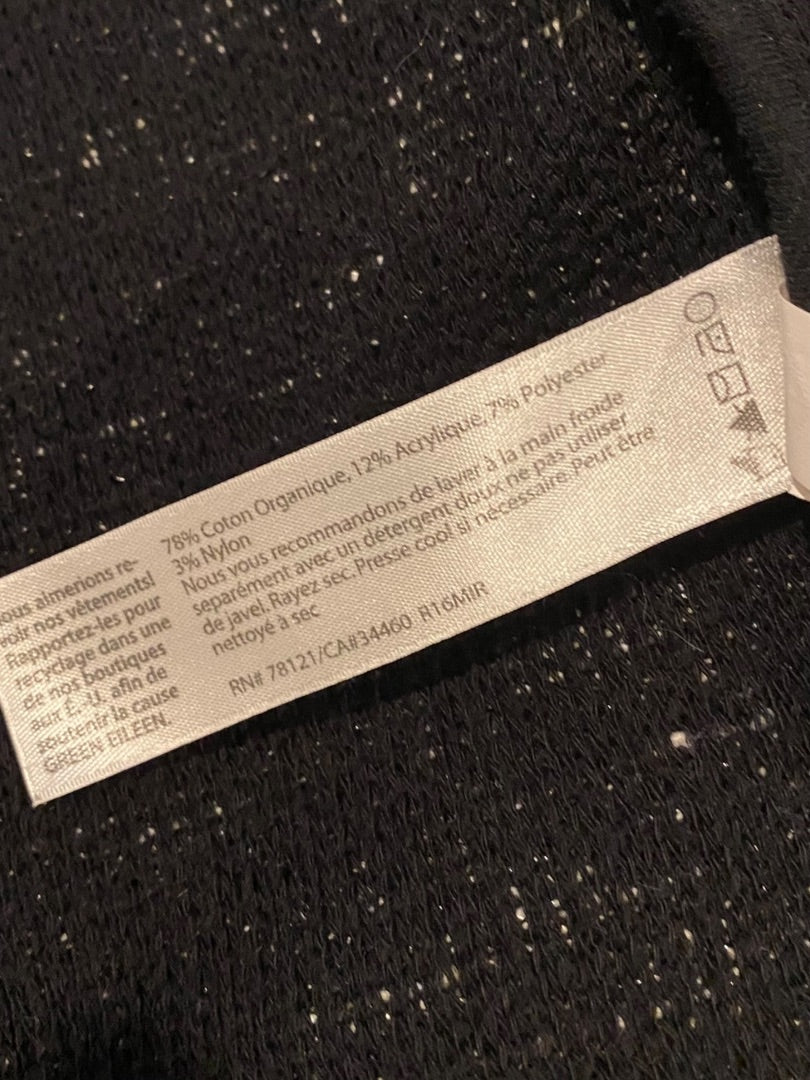 ous aimerions re-
oir nos vêtements!
Rapportez-les pour
recyclage dans une
de nos boutiques
aux É.-U. afin de
soutenir la cause
GREEN EILEEN.
78% Coton Organique, 12% Acrylique, 7% Polyester
3% Nylon
Nous vous recommandons de laver à la main froide
separément avec un détergent doux ne pas utiliser
de javel. Rayez sec. Presse cool si nécessaire. Peut être
nettoyé à sec
RN# 78121/CA#34460 R16MIR